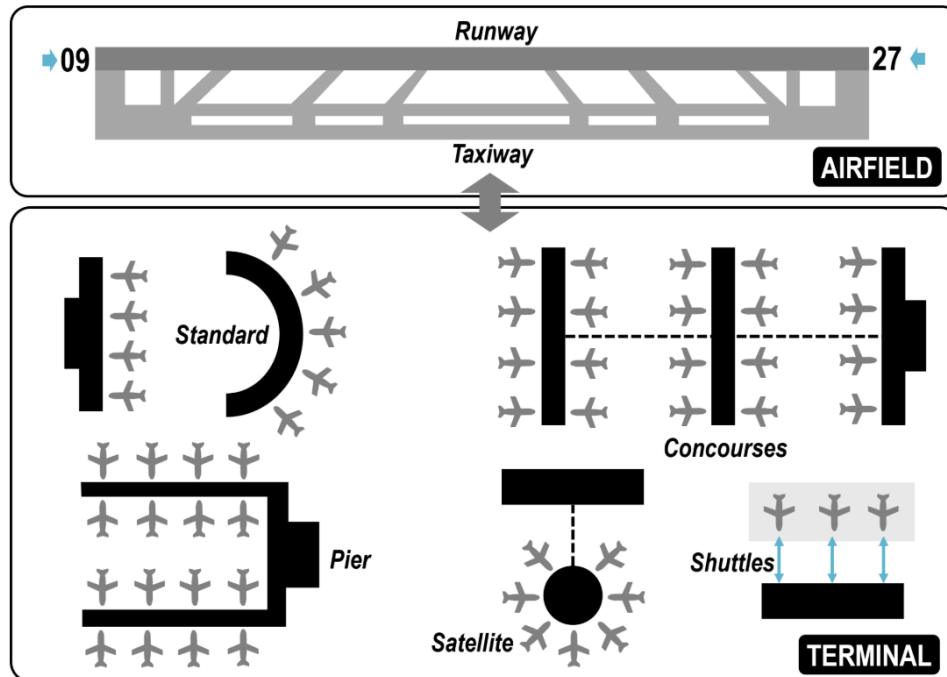 Runway
09
27
Taxiway
AIRFIELD
Standard
Concourses
Pier
Shuttles
Satellite
TERMINAL